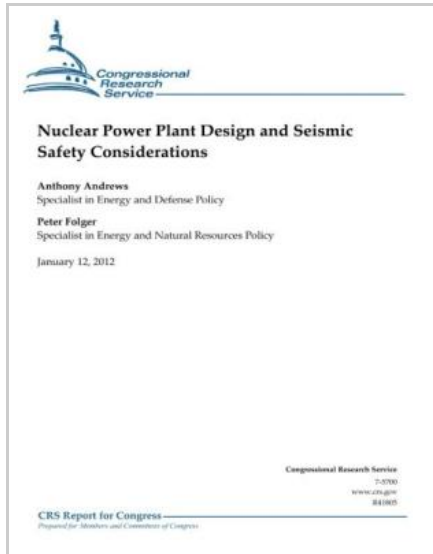 Congressional
Research
Service
Nuclear Power Plant Design and Seismic
Safety Considerations
Anthony Andrews
Specialist in Energy and Defense Policy
Peter Folger
Specialist in Energy and Natural Resources Policy
January 12, 2012
Congressional Research Service
7-5700
www.crs.gov
R41805
CRS Report for Congress
Prepared for Members and Committees of Congress